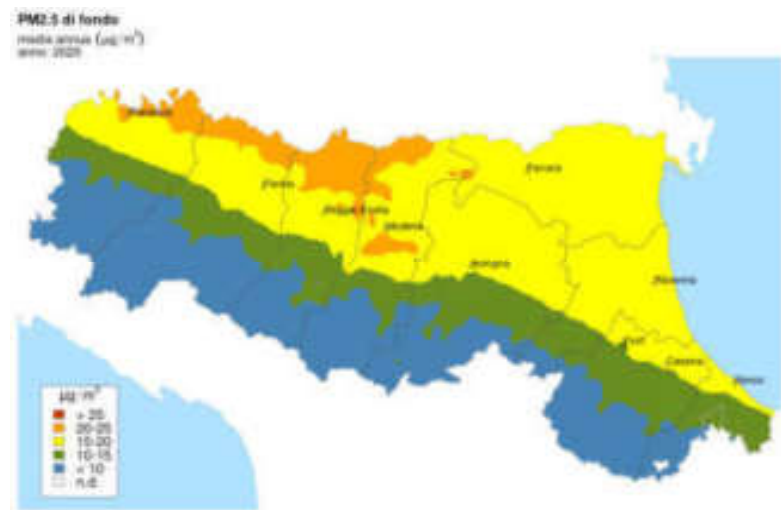 PM2.5 di fondo
media annua (µg/m³)
anno: 2020
Piacenza
Parma
Reggio Emilia
Modena
Ferrara
Bologna
Ravenna
Forlì
Cesena
Rimini
µg/m³
> 25
20-25
15-20
10-15
< 10
n.d.